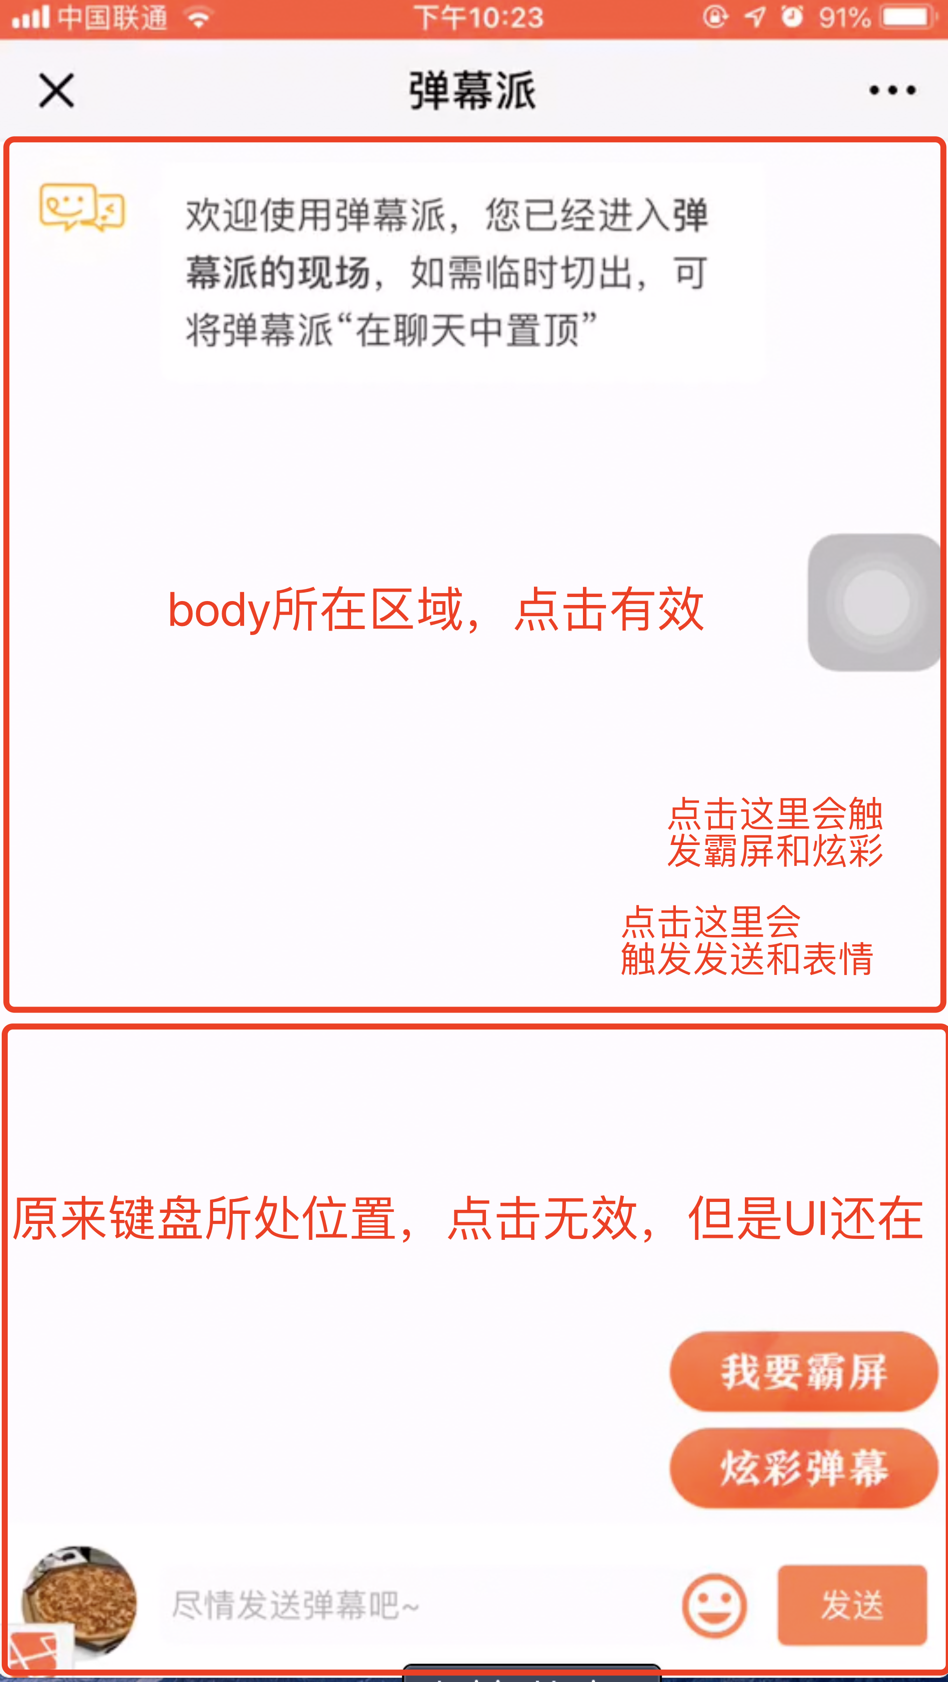 中国联通 下午10:23 91%
弹幕派
欢迎使用弹幕派，您已经进入弹
幕派的现场，如需临时切出，可
将弹幕派“在聊天中置顶”
body所在区域，点击有效
点击这里会触
发霸屏和炫彩
点击这里会
触发发送和表情
原来键盘所处位置，点击无效，但是UI还在
我要霸屏
炫彩弹幕
尽情发送弹幕吧~ 发送